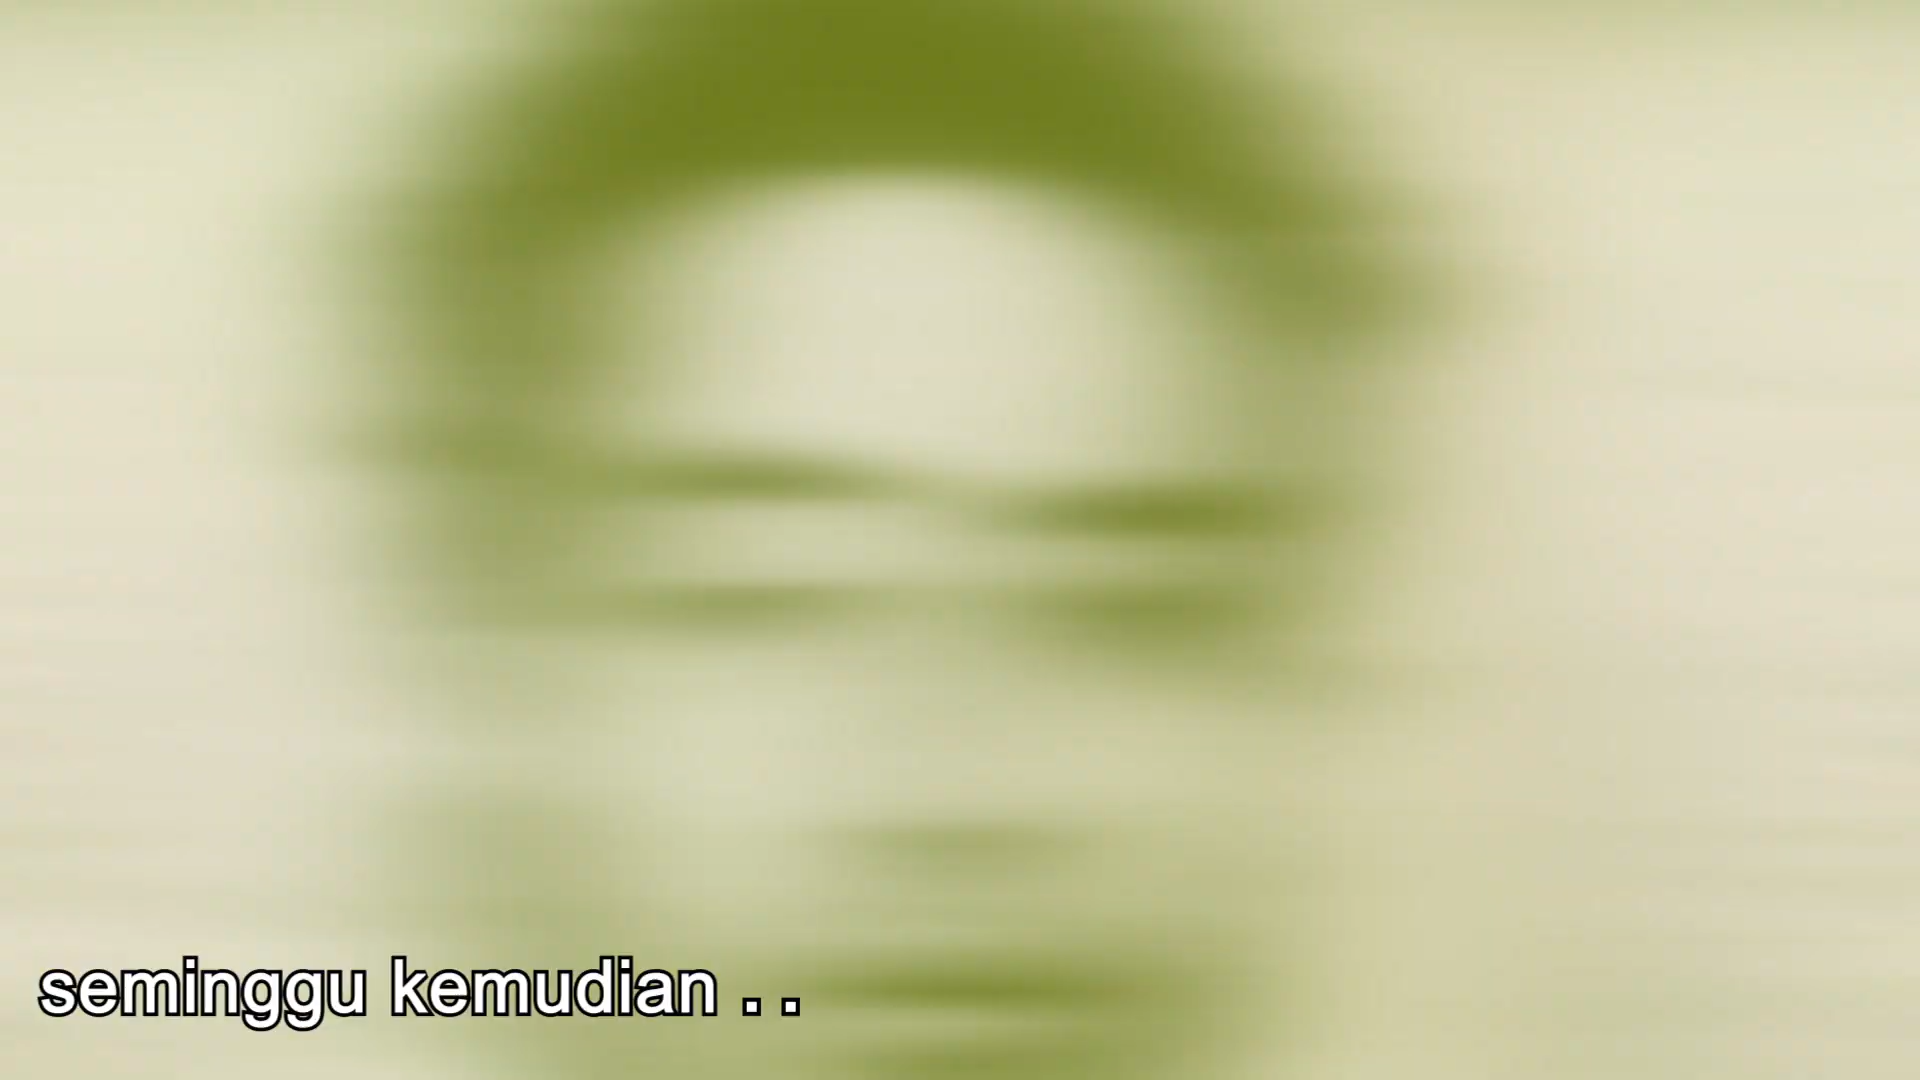 seminggu kemudian . .